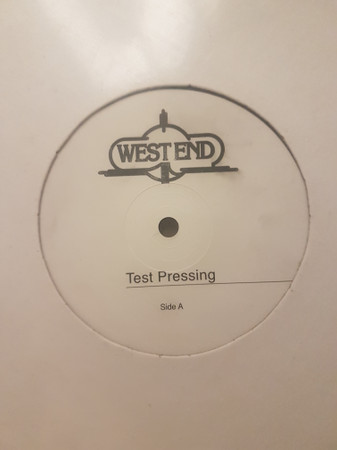 WEST END
Test Pressing
Side A